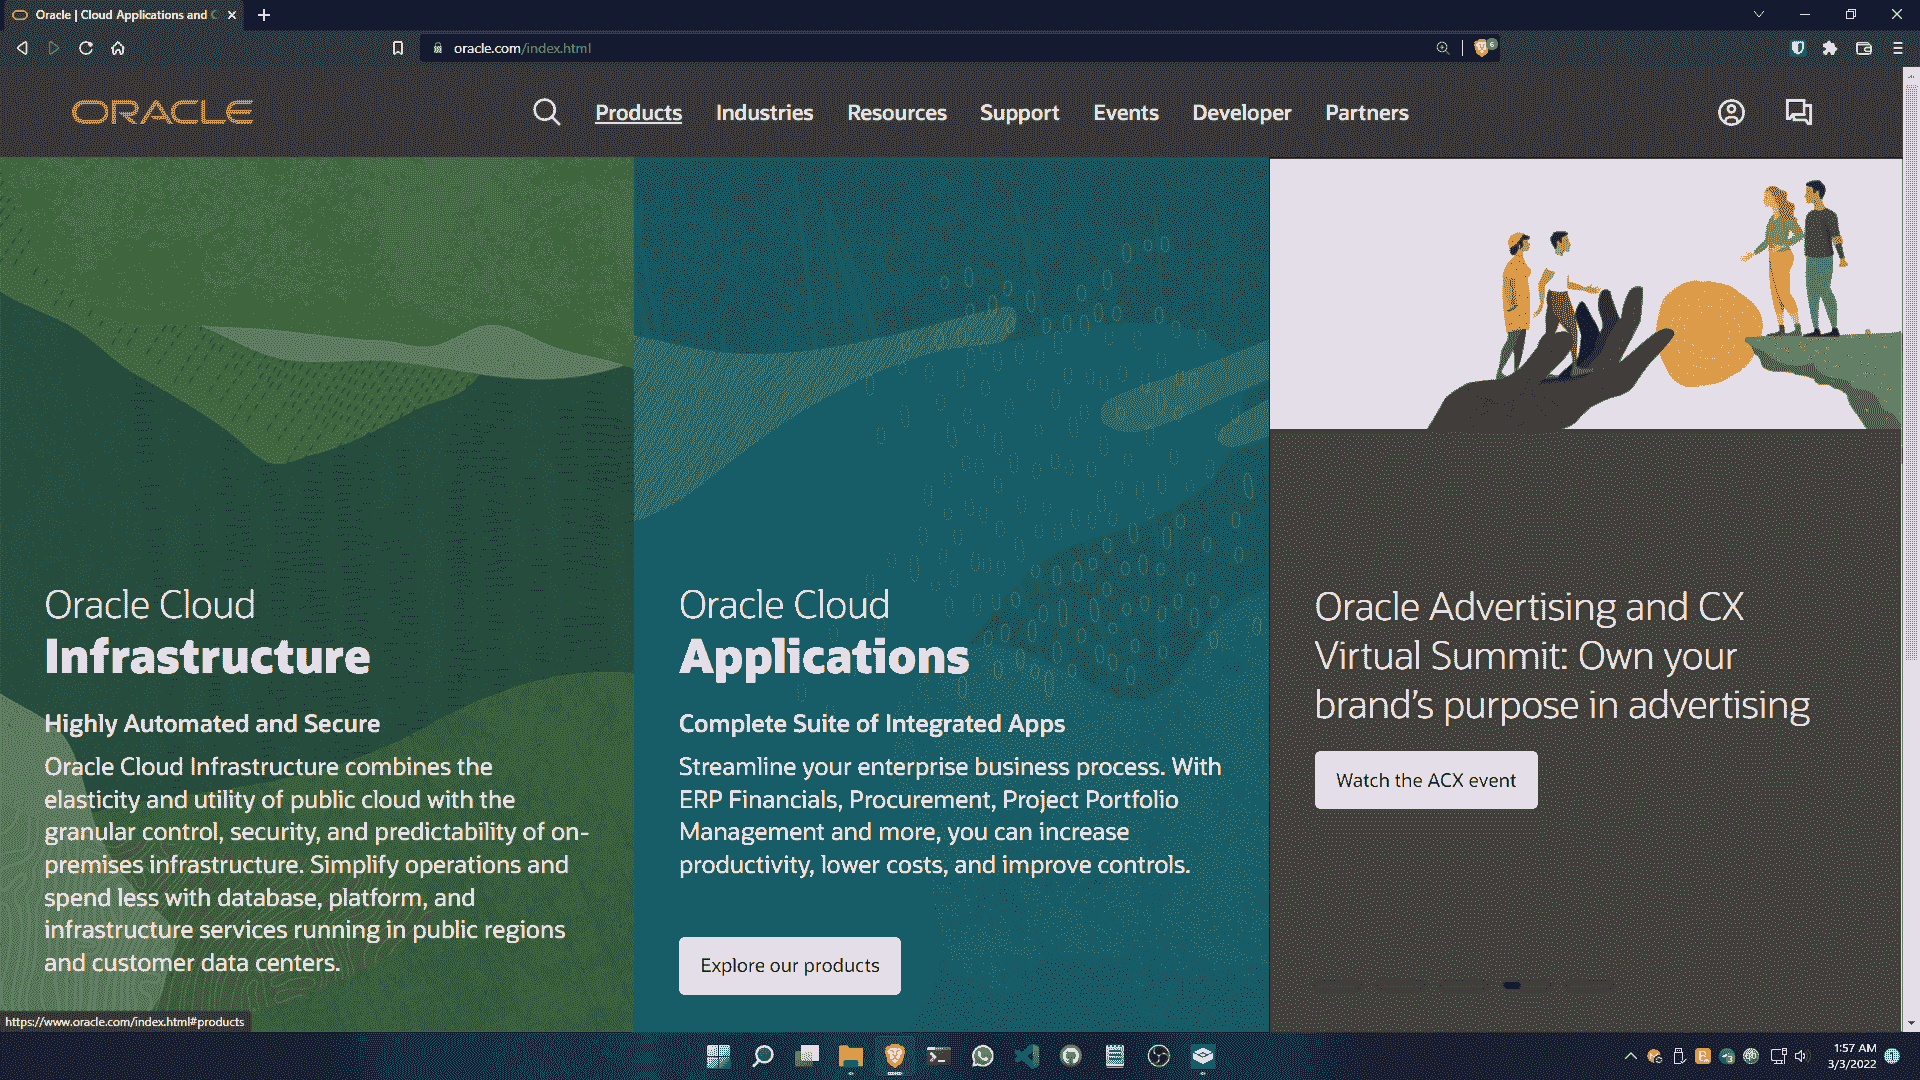 Oracle | Cloud Applications and C
oracle.com/index.html
6
ORACLE
Products
Industries
Resources
Support
Events
Developer
Partners
Oracle Cloud
Infrastructure
Highly Automated and Secure
Oracle Cloud Infrastructure combines the
elasticity and utility of public cloud with the
granular control, security, and predictability of on-
premises infrastructure. Simplify operations and
spend less with database, platform, and
infrastructure services running in public regions
and customer data centers.
Oracle Cloud
Applications
Complete Suite of Integrated Apps
Streamline your enterprise business process. With
ERP Financials, Procurement, Project Portfolio
Management and more, you can increase
productivity, lower costs, and improve controls.
Explore our products
Oracle Advertising and CX
Virtual Summit: Own your
brand's purpose in advertising
Watch the ACX event
https://www.oracle.com/index.html#products
1:57 AM
3/3/2022